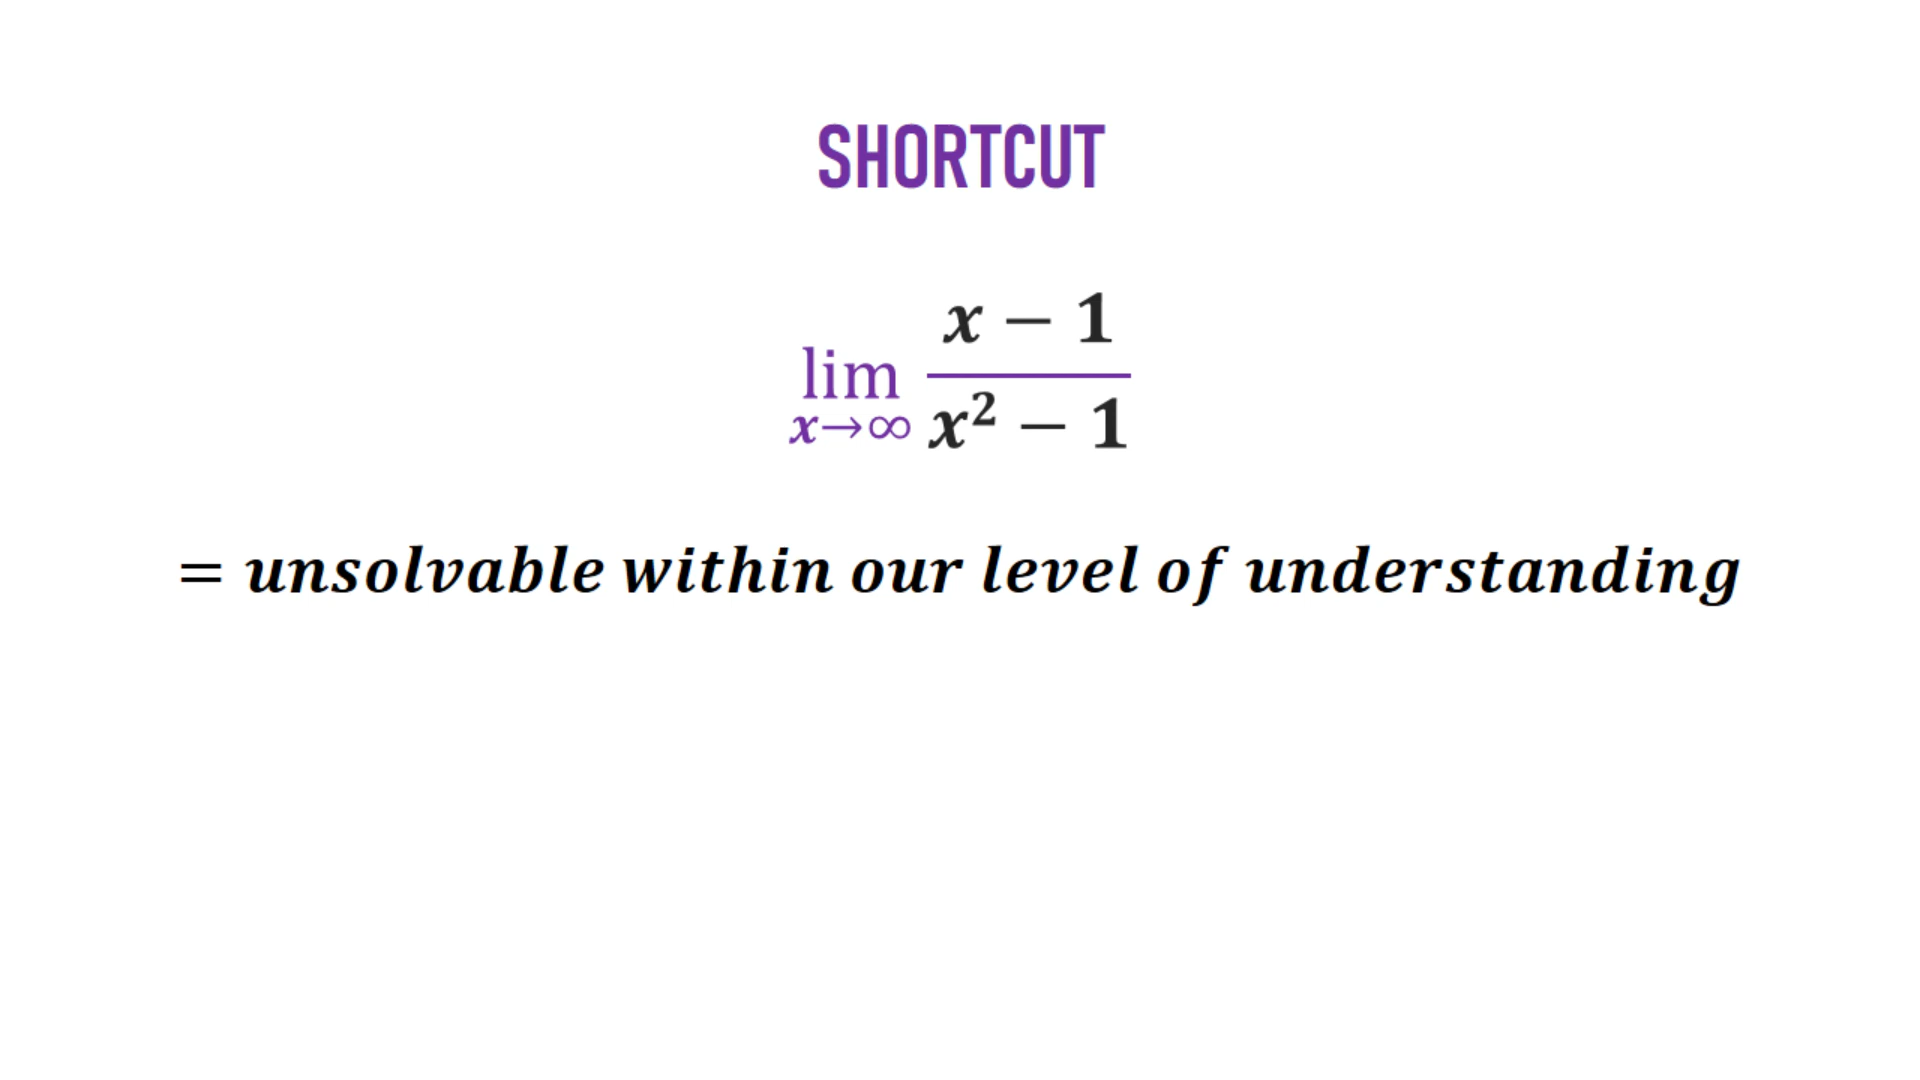 SHORTCUT
x − 1
lim
x→∞ x² − 1
= unsolvable within our level of understanding